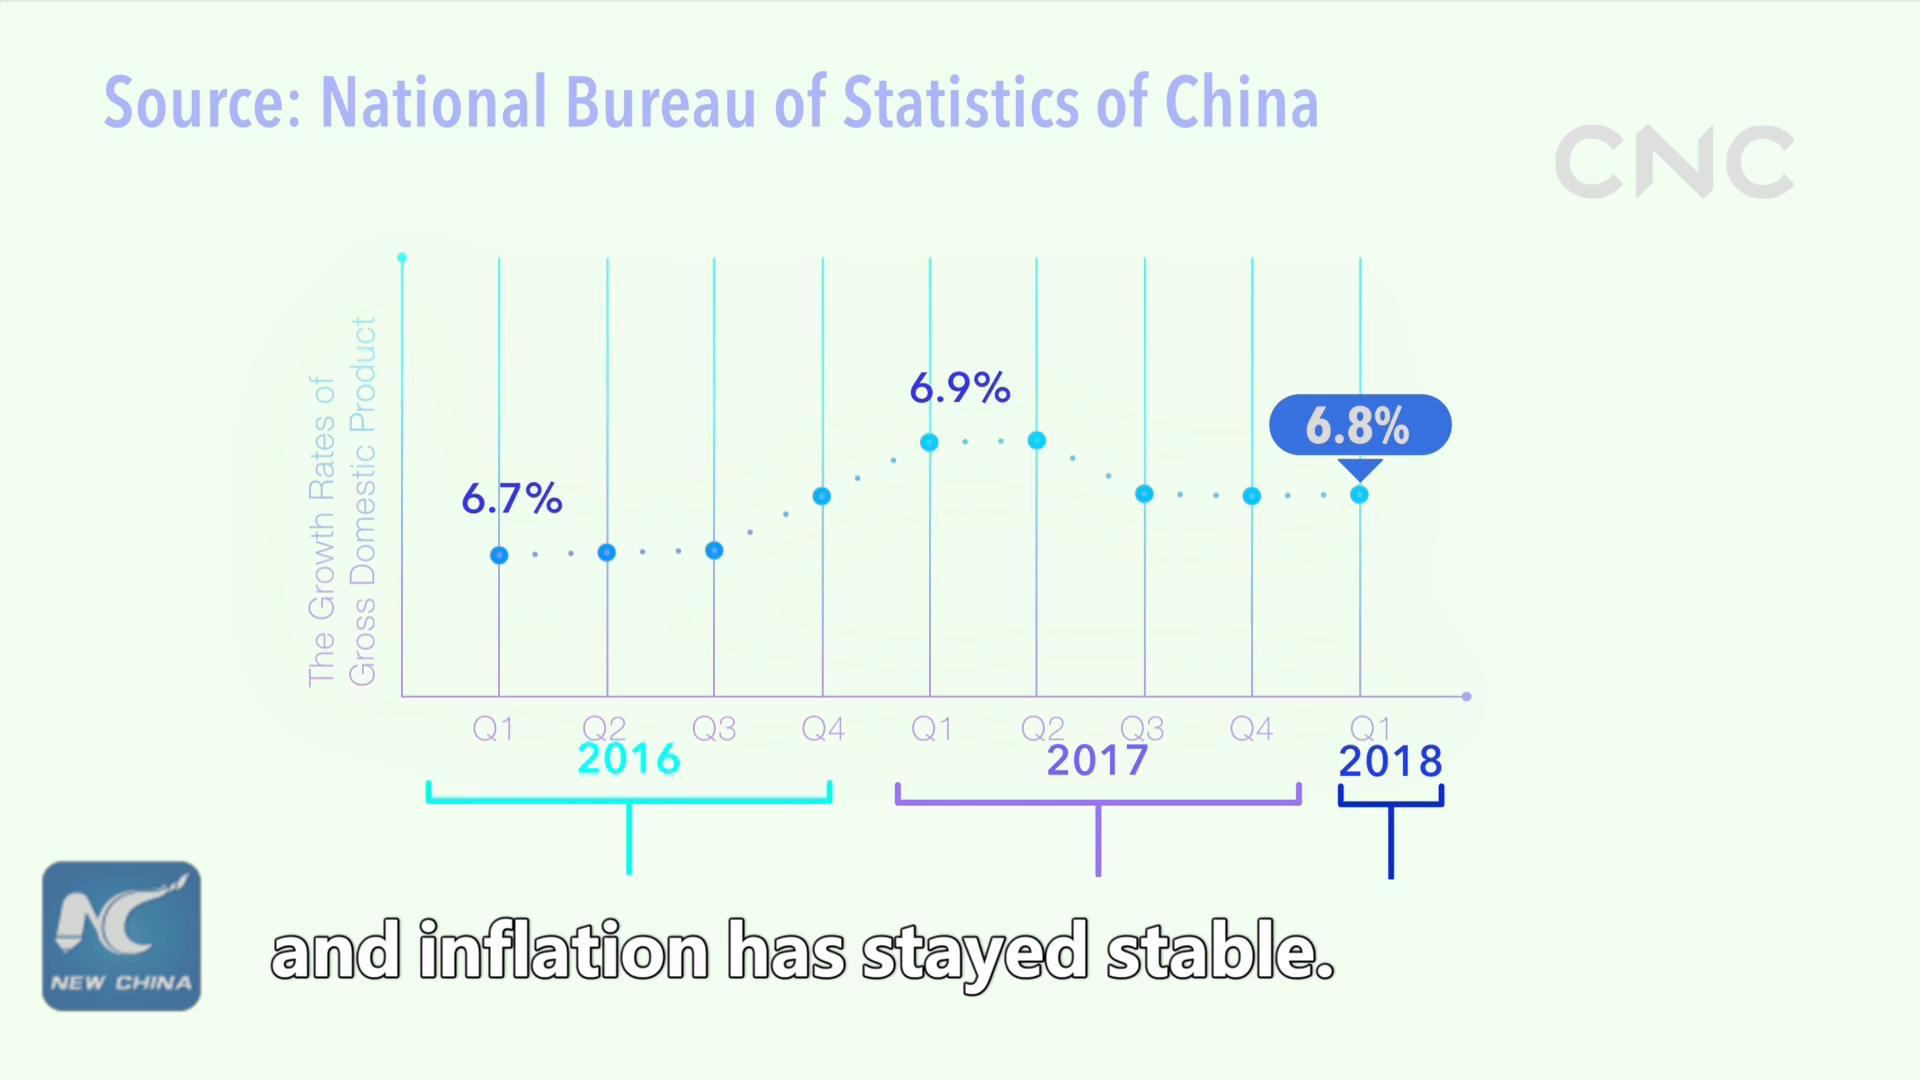 Source: National Bureau of Statistics of China
CNC
The Growth Rates of
Gross Domestic Product
6.7%
6.9%
6.8%
Q1 Q2 Q3 Q4 Q1 Q2 Q3 Q4 Q1
2016 2017 2018
NEW CHINA
and inflation has stayed stable.